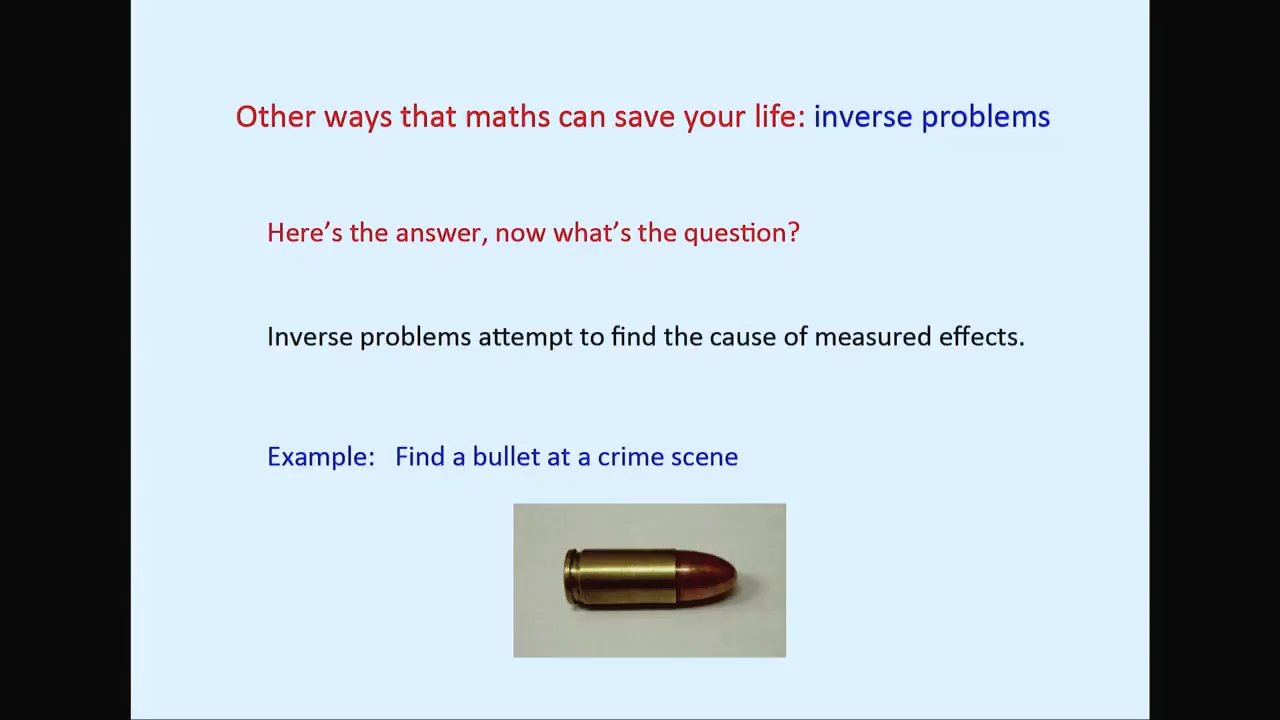 Other ways that maths can save your life: inverse problems
Here’s the answer, now what’s the question?
Inverse problems attempt to find the cause of measured effects.
Example: Find a bullet at a crime scene